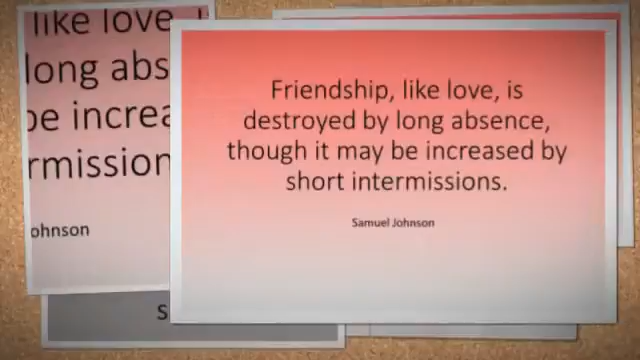 like love,
long abs
be increa
rmission
ohnson
S
Friendship, like love, is
destroyed by long absence,
though it may be increased by
short intermissions.
Samuel Johnson